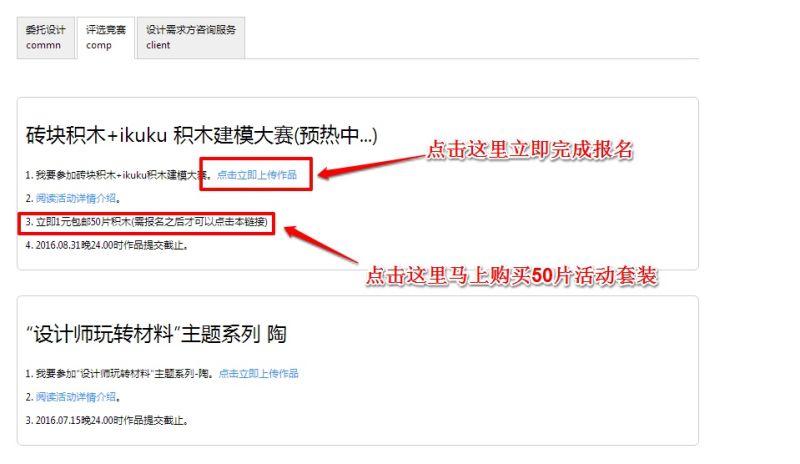 委托设计
commn
评选竞赛
comp
设计需求方咨询服务
client
砖块积木+ikuku 积木建模大赛(预热中...)
1. 我要参加砖块积木+ikuku积木建模大赛。点击立即上传作品
点击这里立即完成报名
2. 阅读活动详情介绍。
3. 立即1元包邮50片积木(需报名之后才可以点击本链接)
4. 2016.08.31晚24.00时作品提交截止。
点击这里马上购买50片活动套装
“设计师玩转材料”主题系列 陶
1. 我要参加“设计师玩转材料”主题系列-陶。点击立即上传作品
2. 阅读活动详情介绍。
3. 2016.07.15晚24.00时作品提交截止。